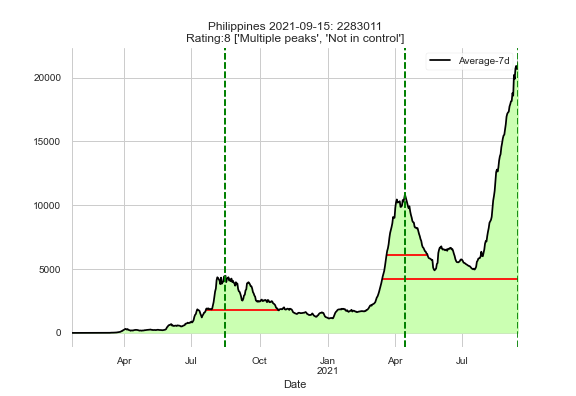 Philippines 2021-09-15: 2283011
Rating:8 ['Multiple peaks', 'Not in control']
Average-7d
20000
15000
10000
5000
0
Apr Jul Oct Jan Apr Jul
2021
Date